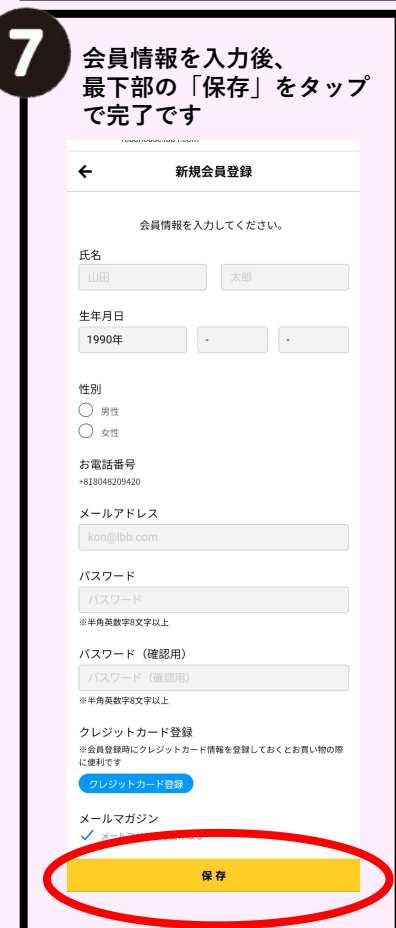 7
会員情報を入力後、
最下部の「保存」をタップ
で完了です
新規会員登録
会員情報を入力してください。
氏名
山田 太郎
生年月日
1990年 - -
性別
男性
女性
お電話番号
+818048209420
メールアドレス
kon@lbb.com
パスワード
パスワード
※半角英数字8文字以上
パスワード（確認用）
パスワード（確認用）
※半角英数字8文字以上
クレジットカード登録
※会員登録時にクレジットカード情報を登録しておくとお買い物の際
に便利です
クレジットカード登録
メールマガジン
保存